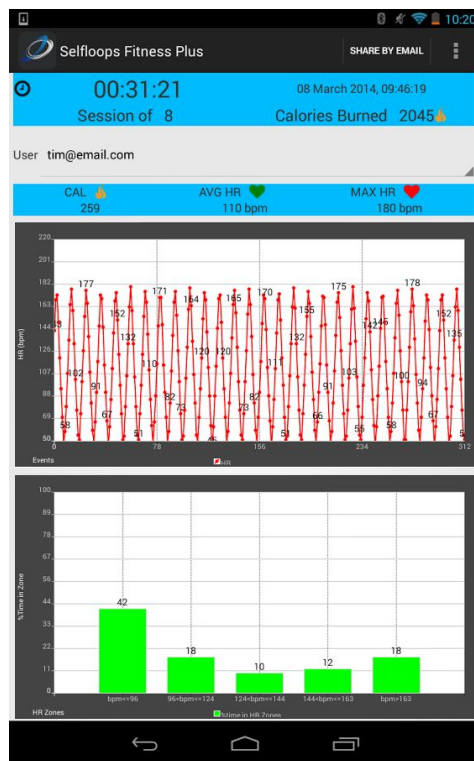 10:20
Selfloops Fitness Plus SHARE BY EMAIL
00:31:21 08 March 2014, 09:46:19
Session of 8 Calories Burned 2045
User tim@email.com
CAL AVG HR MAX HR
259 110 bpm 180 bpm
220
201
182 177 171 164 165 170 175 178
163 152 155 152
144 132 132 142 146 135
HR (bpm)
126 110 120 120 111
107 102 103 100
88 91 82 82 91 94
69 67 73 73 66 67
50 58 51 51 55 58
0 78 156 234 312
Events HR
100
89
78
67
56
%Time in Zone
44 42
33
22 18 10 12 18
11
0
bpm<=96 96<bpm<=124 124<bpm<=144 144<bpm<=163 bpm>163
HR Zones %time in HR Zones